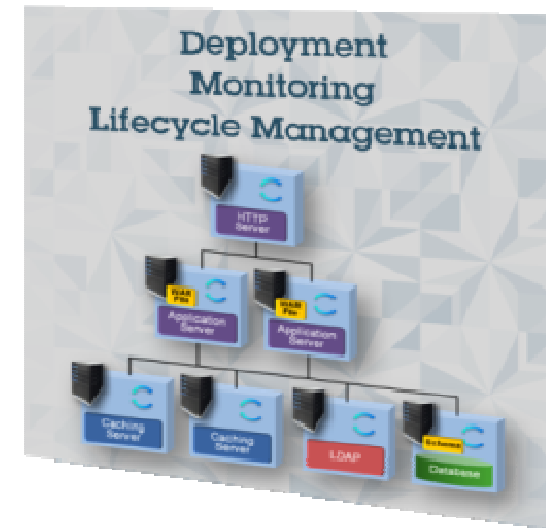 Deployment
Monitoring
Lifecycle Management
HTTP
Server
WAR
File
Application
Server
WAR
File
Application
Server
Caching
Server
Caching
Server
LDAP
Schema
Database